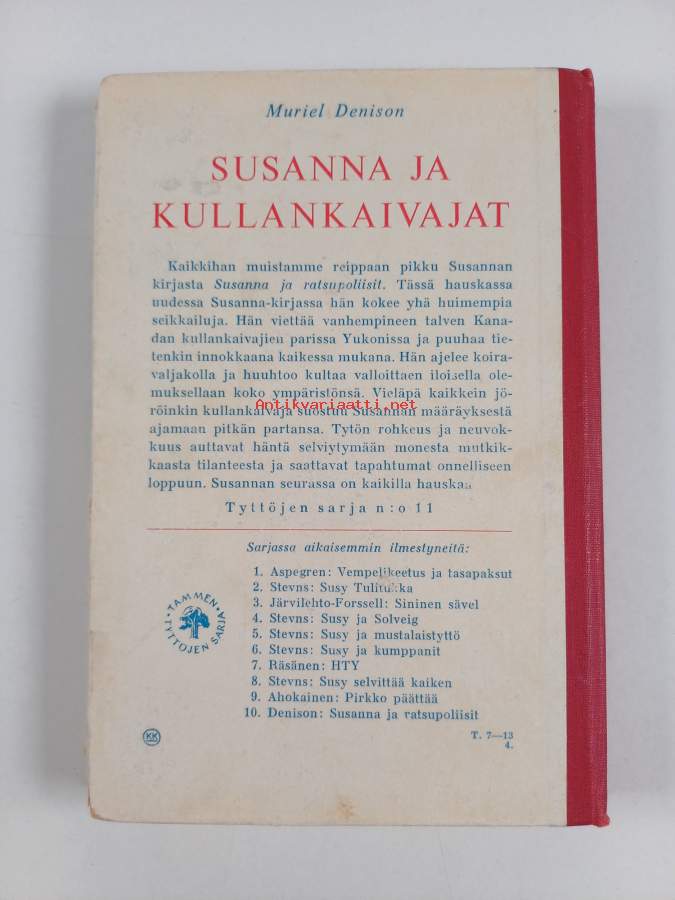 Muriel Denison
SUSANNA JA
KULLANKAIVAJAT
Kaikkihan muistamme reippaan pikku Susannan
kirjasta Susanna ja ratsupoliisit. Tässä hauskassa
uudessa Susanna-kirjassa hän kokee yhä huimempia
seikkailuja. Hän viettää vanhempineen talven Kana-
dan kullankaivajien parissa Yukonissa ja puuhaa tie-
tenkin innokkaana kaikessa mukana. Hän ajelee koira-
valjakolla ja huuhtoo kultaa valloittaen iloisella ole-
muksellaan koko ympäristönsä. Vieläpä kaikkein jö-
Antikvariaatti.net
röinkin kullankaivaja suostuu Susannan määräyksestä
ajamaan pitkän partansa. Tytön rohkeus ja neuvok-
kuus auttavat häntä selviytymään monesta mutkik-
kaasta tilanteesta ja saattavat tapahtumat onnelliseen
loppuun. Susannan seurassa on kaikilla hauskaa
Tyttöjen sarja n:o 11
Sarjassa aikaisemmin ilmestyneitä:
1. Aspegren: Vempelikeetus ja tasapaksut
2. Stevns: Susy Tulitukka
3. Järvilehto-Forssell: Sininen sävel
4. Stevns: Susy ja Solveig
5. Stevns: Susy ja mustalaistyttö
6. Stevns: Susy ja kumppanit
7. Räsänen: HTY
8. Stevns: Susy selvittää kaiken
9. Ahokainen: Pirkko päättää
10. Denison: Susanna ja ratsupoliisit
TAMMEN • TYTTÖJEN SARJA •
KK
T. 7—13
4.